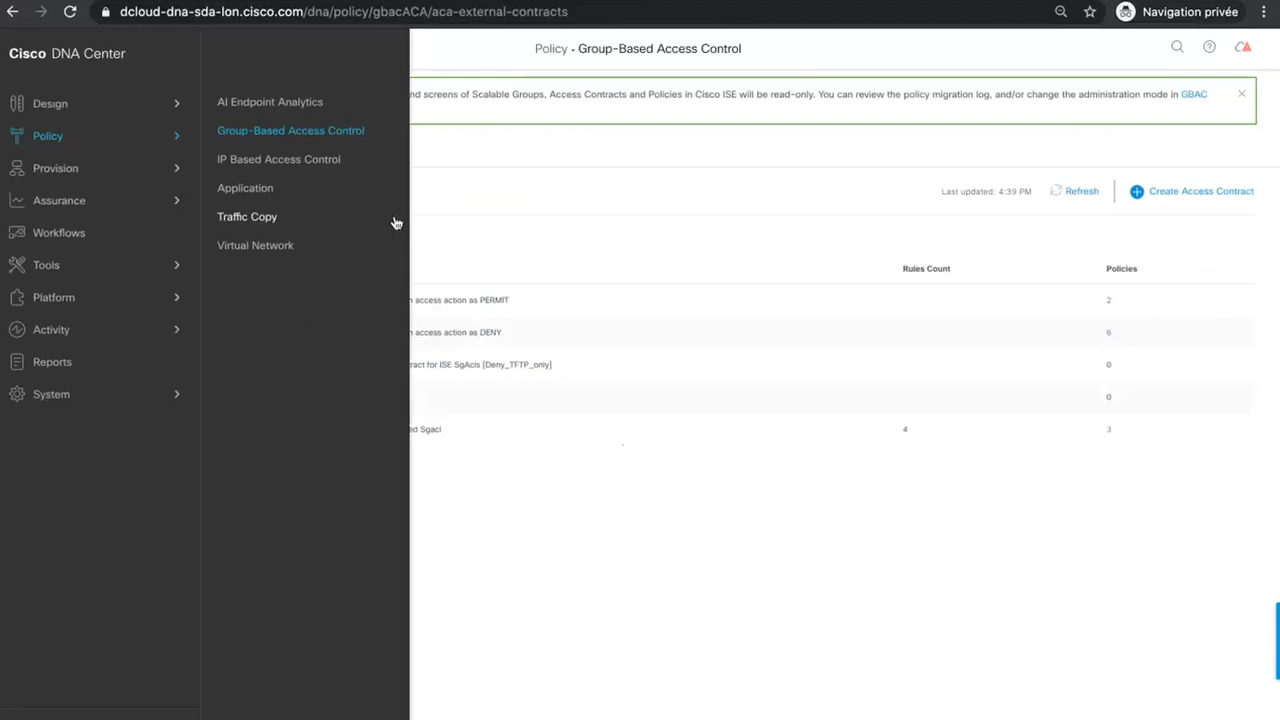 dcloud-dna-sda-lon.cisco.com/dna/policy/gbacACA/aca-external-contracts
Navigation privée
Cisco DNA Center
Policy • Group-Based Access Control
Design
Policy
Provision
Assurance
Workflows
Tools
Platform
Activity
Reports
System
AI Endpoint Analytics
Group-Based Access Control
IP Based Access Control
Application
Traffic Copy
Virtual Network
nd screens of Scalable Groups, Access Contracts and Policies in Cisco ISE will be read-only. You can review the policy migration log, and/or change the administration mode in GBAC
Last updated: 4:39 PM Refresh Create Access Contract
Rules Count Policies
n access action as PERMIT 2
n access action as DENY 6
ract for ISE SgAcls [Deny_TFTP_only] 0
0
ed Sgacl 4 3